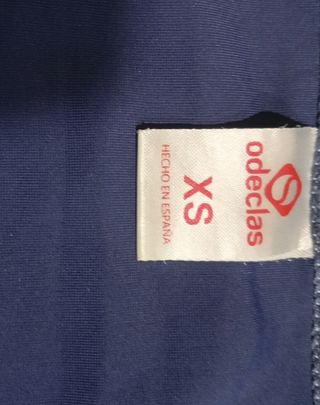 odeclas
XS
HECHO EN ESPAÑA